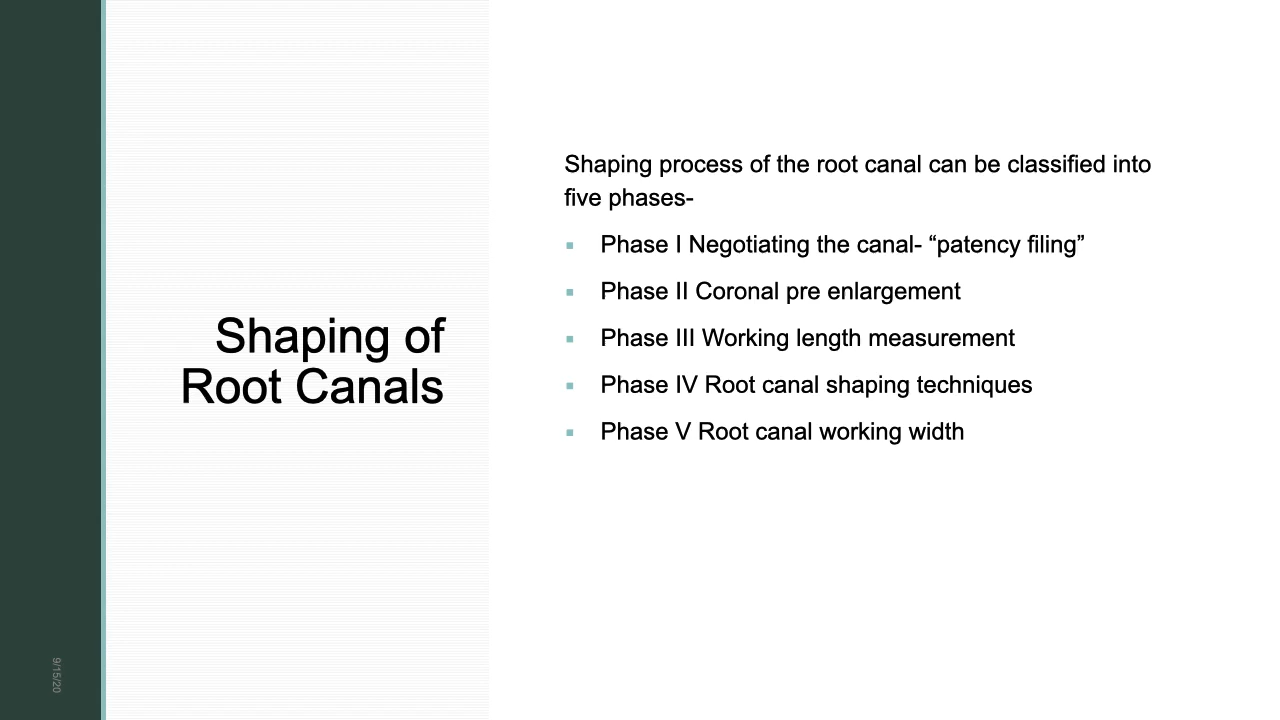 Shaping of
Root Canals
Shaping process of the root canal can be classified into
five phases-
▪ Phase I Negotiating the canal- “patency filing”
▪ Phase II Coronal pre enlargement
▪ Phase III Working length measurement
▪ Phase IV Root canal shaping techniques
▪ Phase V Root canal working width
9/15/20